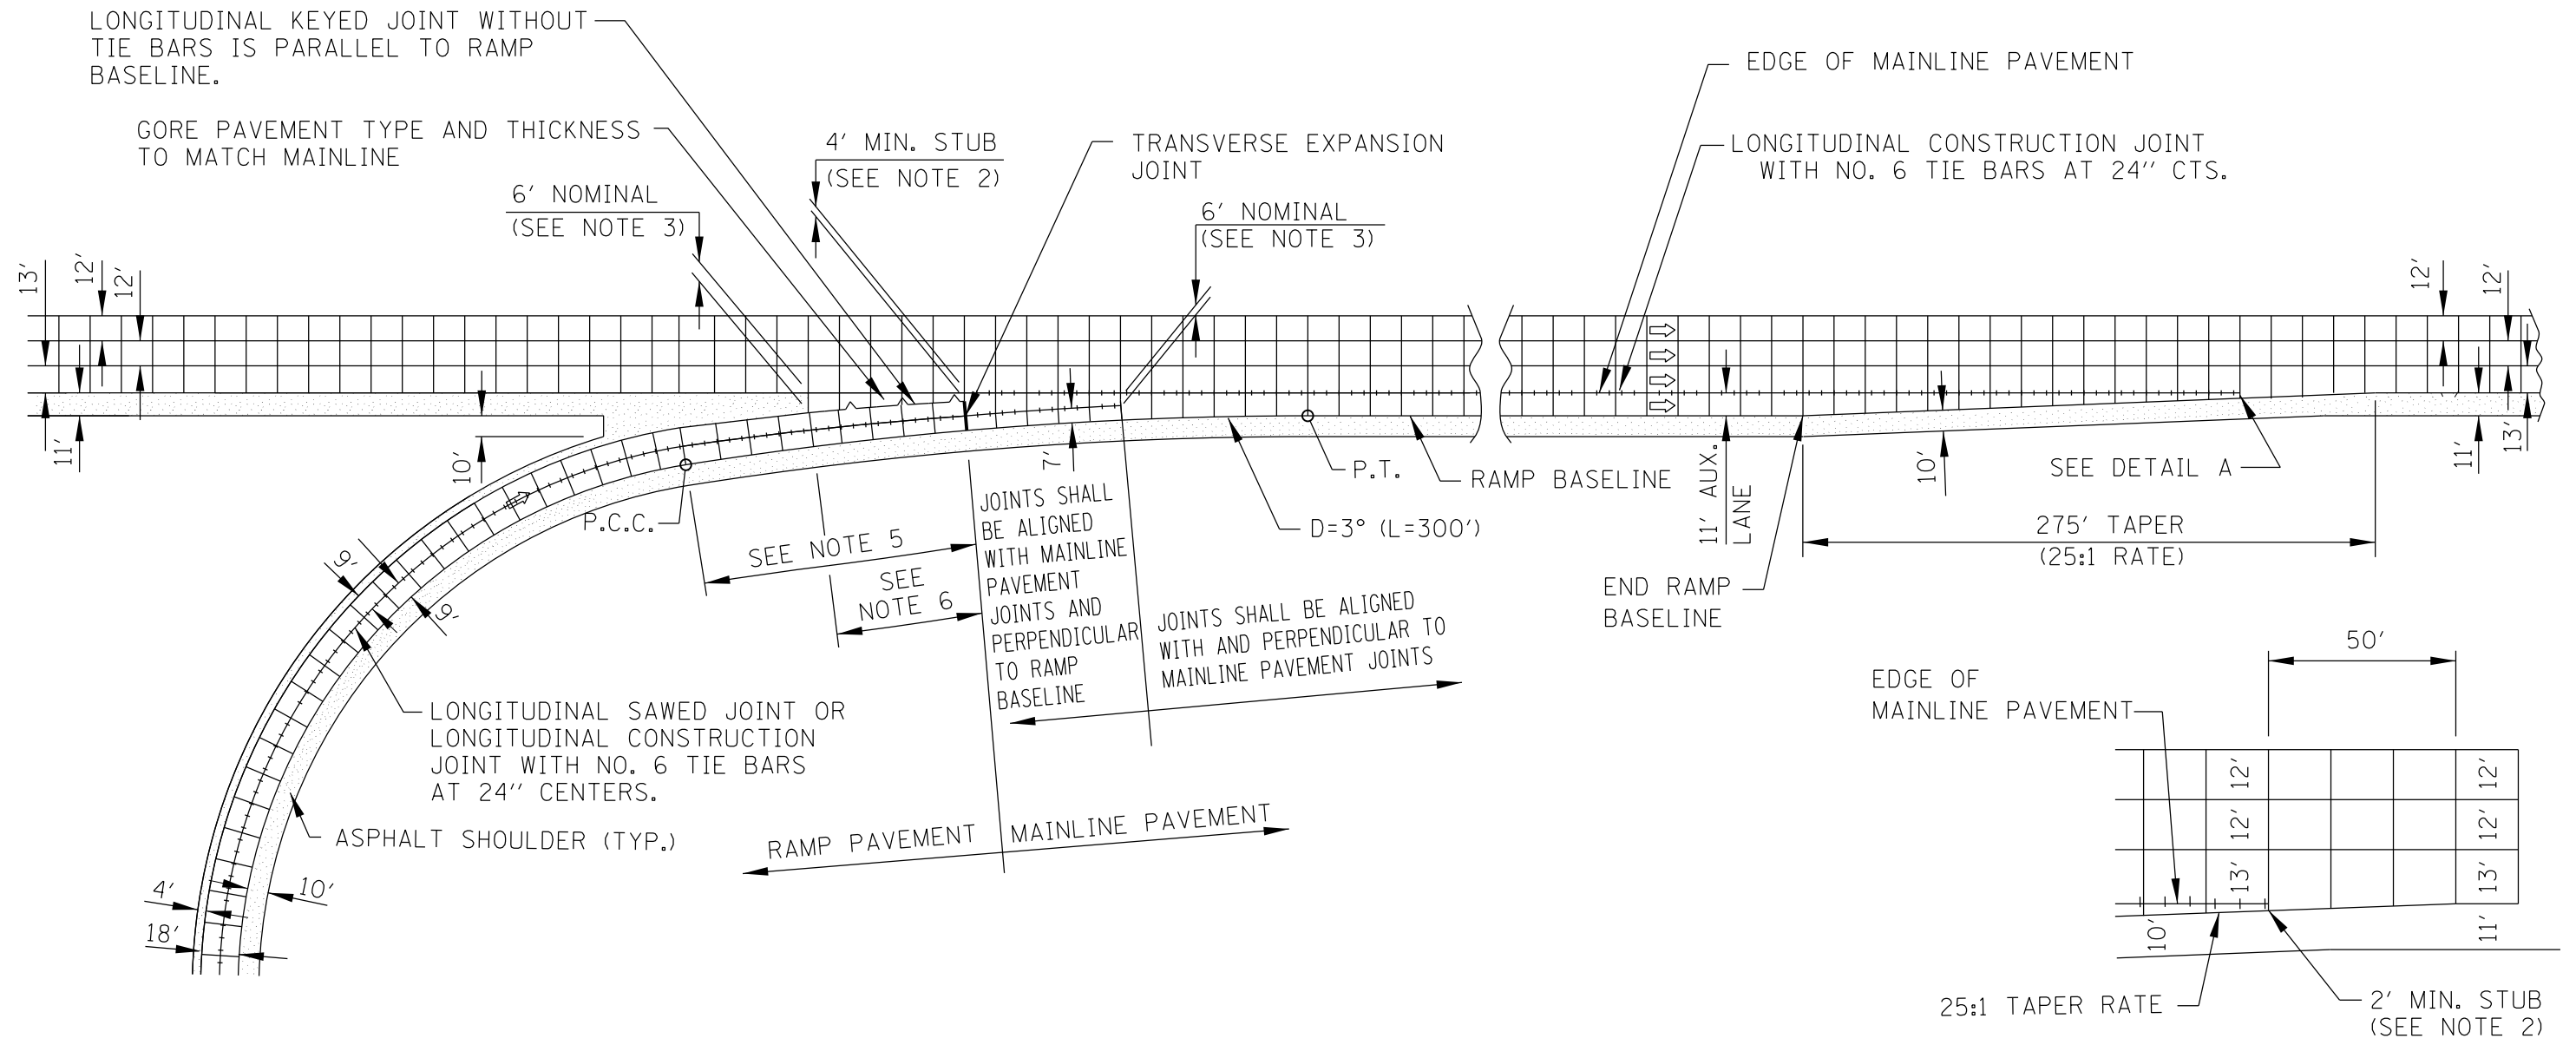 LONGITUDINAL KEYED JOINT WITHOUT
TIE BARS IS PARALLEL TO RAMP
BASELINE.
GORE PAVEMENT TYPE AND THICKNESS
TO MATCH MAINLINE
6' NOMINAL
(SEE NOTE 3)
4' MIN. STUB
(SEE NOTE 2)
TRANSVERSE EXPANSION
JOINT
6' NOMINAL
(SEE NOTE 3)
EDGE OF MAINLINE PAVEMENT
LONGITUDINAL CONSTRUCTION JOINT
WITH NO. 6 TIE BARS AT 24" CTS.
13'
12'
12'
11'
10'
12'
12'
11'
13'
P.C.C.
SEE NOTE 5
SEE
NOTE 6
7'
JOINTS SHALL
BE ALIGNED
WITH MAINLINE
PAVEMENT
JOINTS AND
PERPENDICULAR
TO RAMP
BASELINE
JOINTS SHALL BE ALIGNED
WITH AND PERPENDICULAR TO
MAINLINE PAVEMENT JOINTS
P.T.
RAMP BASELINE
D=3° (L=300')
11' AUX.
LANE
10'
SEE DETAIL A
275' TAPER
(25:1 RATE)
END RAMP
BASELINE
9'
9'
LONGITUDINAL SAWED JOINT OR
LONGITUDINAL CONSTRUCTION
JOINT WITH NO. 6 TIE BARS
AT 24" CENTERS.
ASPHALT SHOULDER (TYP.)
RAMP PAVEMENT
MAINLINE PAVEMENT
4'
10'
18'
50'
EDGE OF
MAINLINE PAVEMENT
12'
12'
13'
12'
12'
13'
10'
11'
25:1 TAPER RATE
2' MIN. STUB
(SEE NOTE 2)